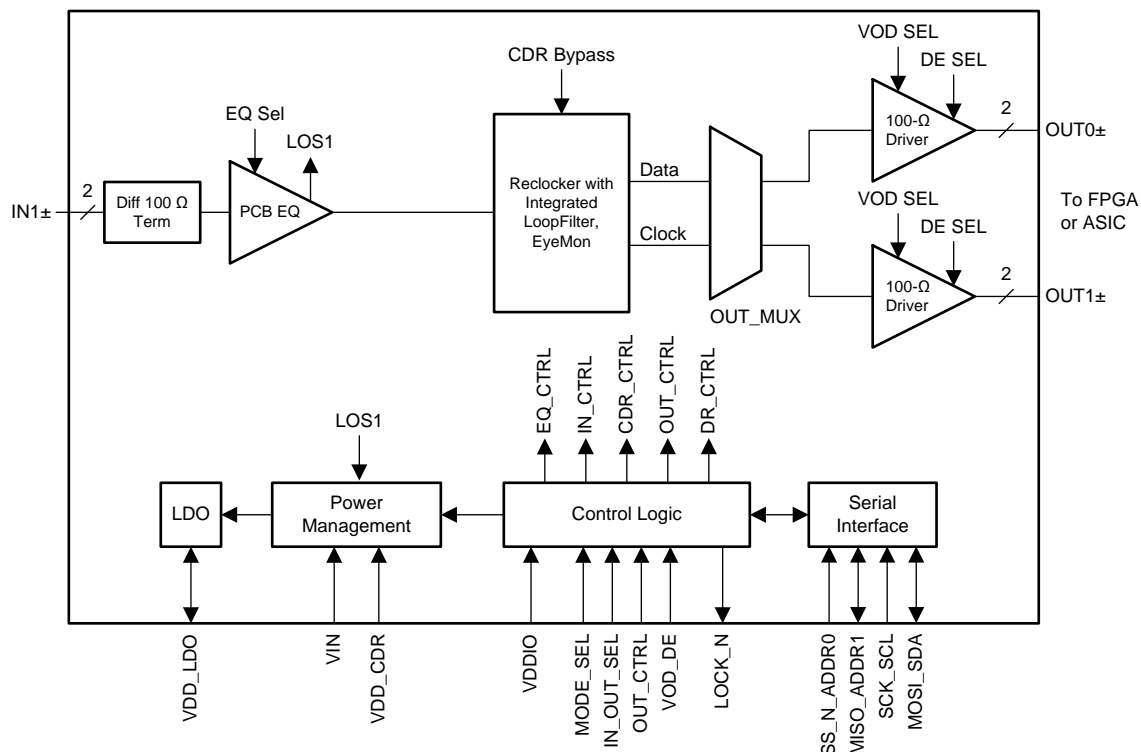 VOD SEL
DE SEL
CDR Bypass
EQ Sel
LOS1
2
100-Ω
Driver
OUT0±
IN1±
2
Diff 100 Ω
Term
PCB EQ
Reclocker with
Integrated
LoopFilter,
EyeMon
Data
Clock
OUT_MUX
VOD SEL
DE SEL
To FPGA
or ASIC
2
100-Ω
Driver
OUT1±
EQ_CTRL
IN_CTRL
CDR_CTRL
OUT_CTRL
DR_CTRL
LOS1
LDO
Power
Management
Control Logic
Serial
Interface
VDD_LDO
VIN
VDD_CDR
VDDIO
MODE_SEL
IN_OUT_SEL
OUT_CTRL
VOD_DE
LOCK_N
SS_N_ADDR0
MISO_ADDR1
SCK_SCL
MOSI_SDA